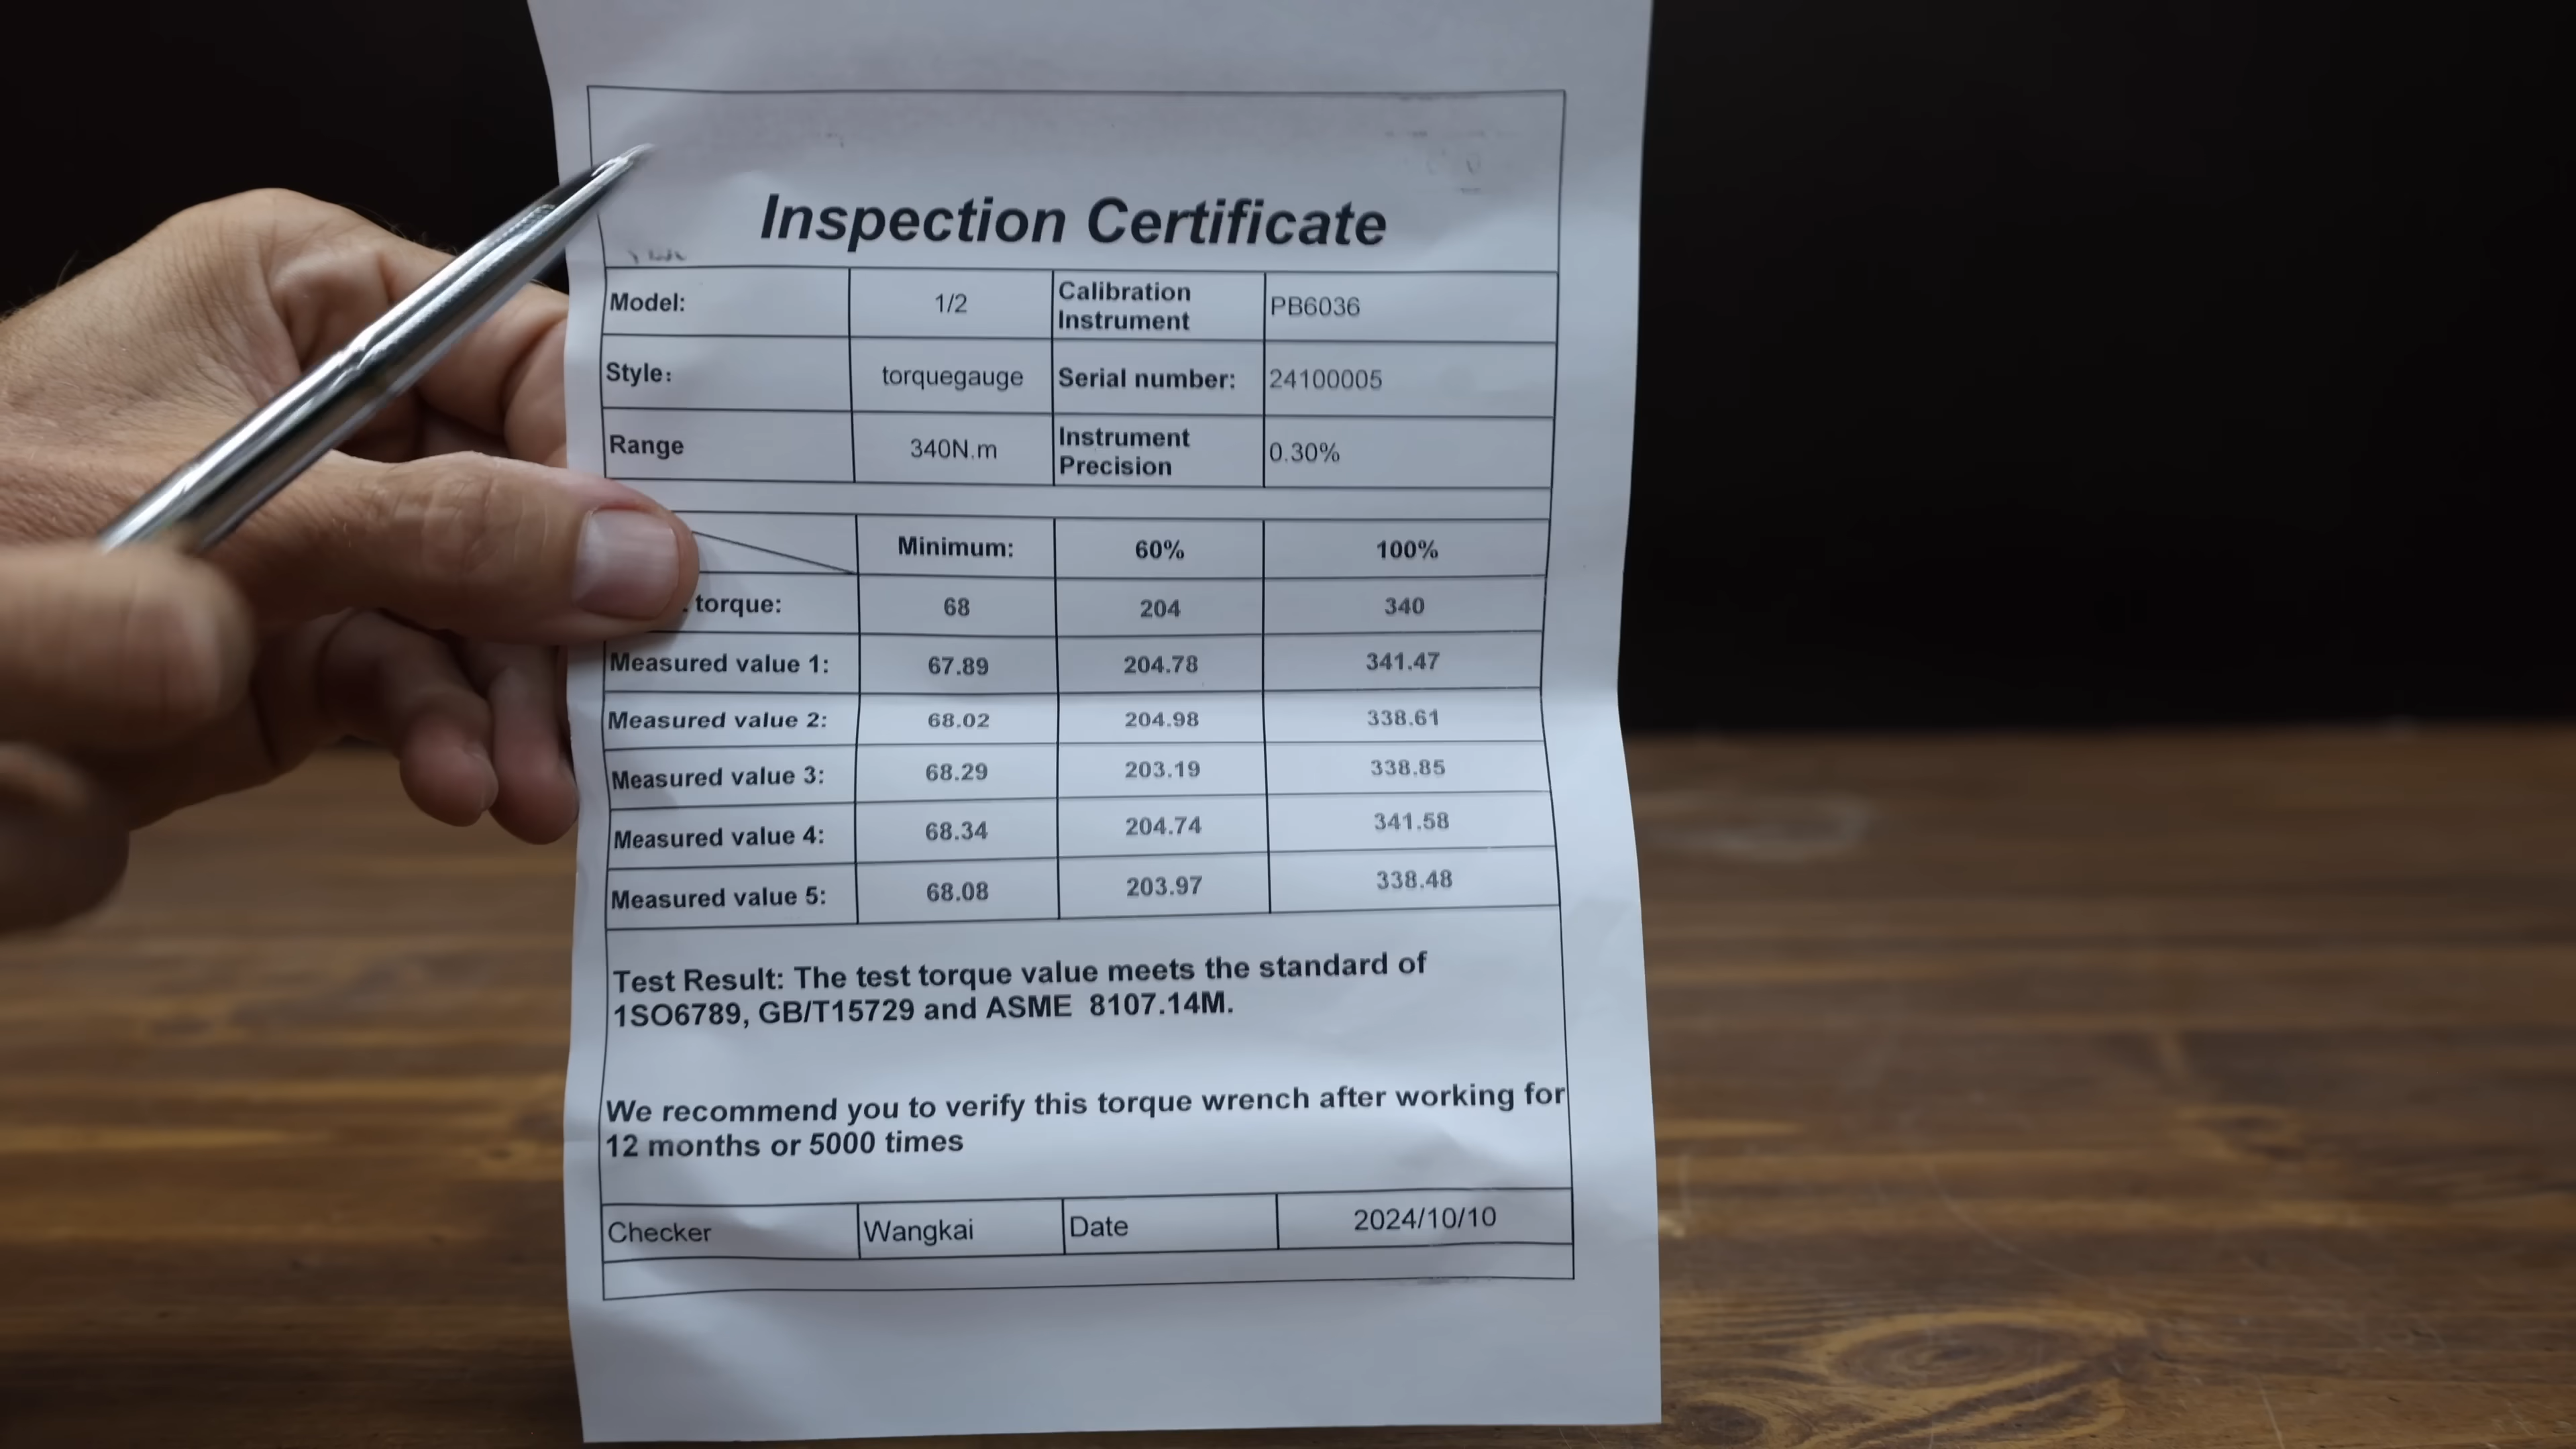 Inspection Certificate
Model: 1/2 Calibration Instrument PB6036
Style: torquegauge Serial number: 24100005
Range 340N.m Instrument Precision 0.30%
Minimum: 60% 100%
torque: 68 204 340
Measured value 1: 67.89 204.78 341.47
Measured value 2: 68.02 204.98 338.61
Measured value 3: 68.29 203.19 338.85
Measured value 4: 68.34 204.74 341.58
Measured value 5: 68.08 203.97 338.48
Test Result: The test torque value meets the standard of
1SO6789, GB/T15729 and ASME 8107.14M.
We recommend you to verify this torque wrench after working for
12 months or 5000 times
Checker Wangkai Date 2024/10/10